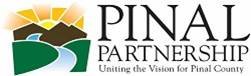 PINAL
PARTNERSHIP
Uniting the Vision for Pinal County